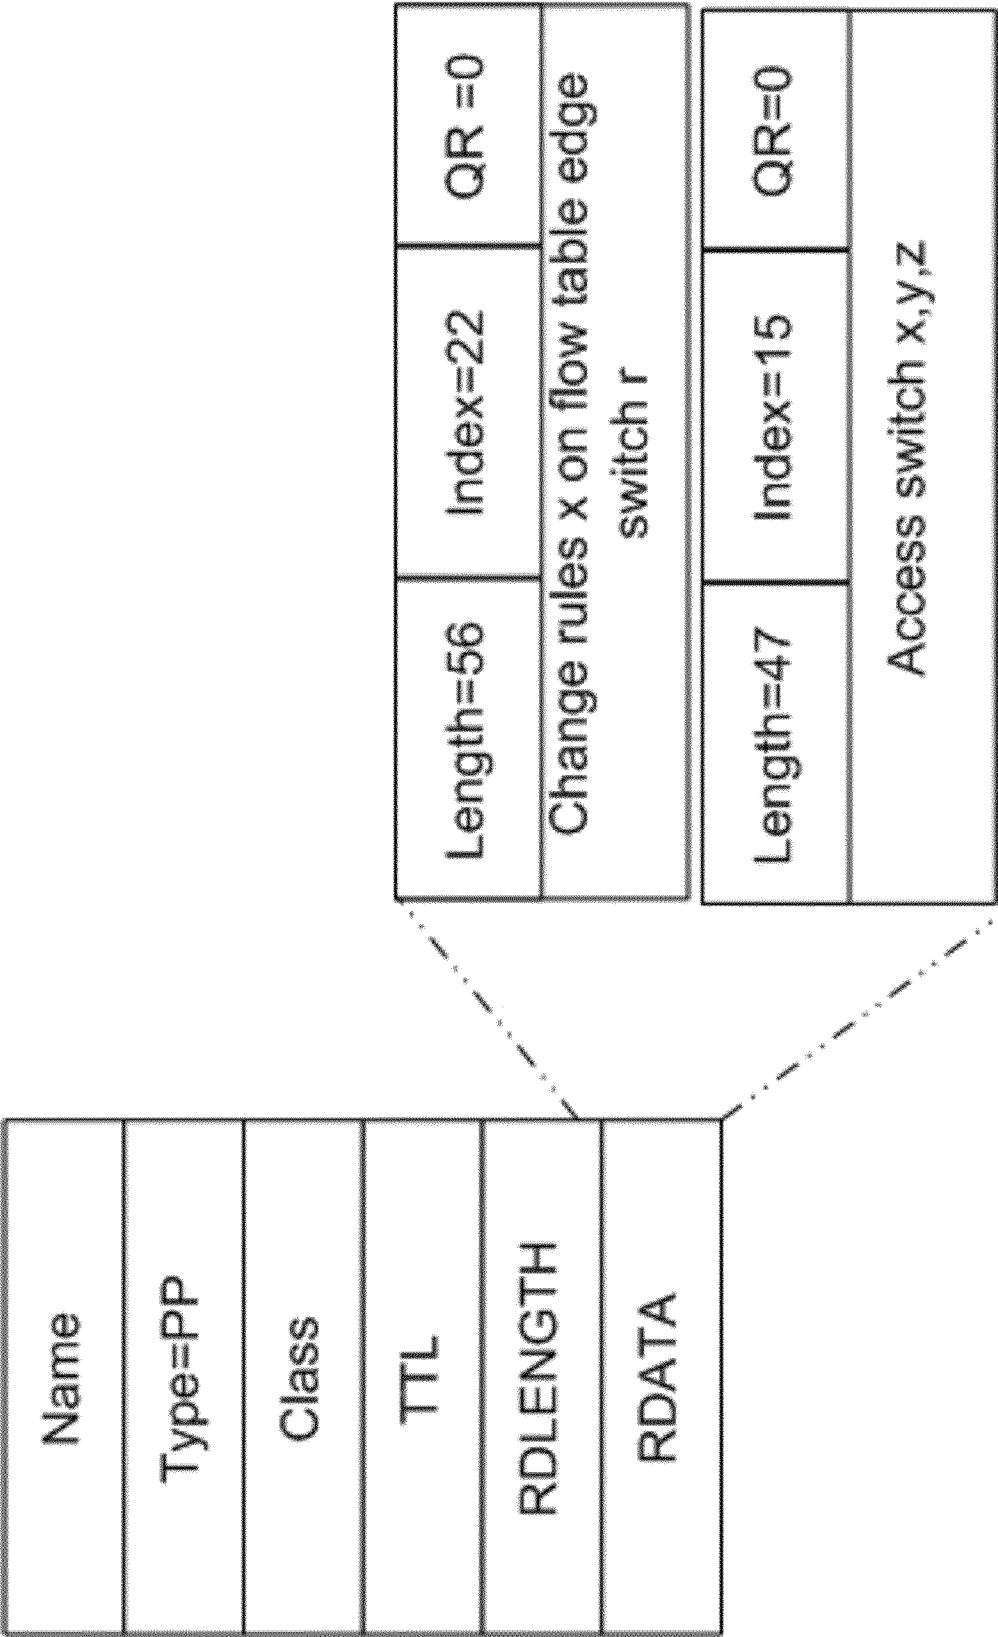 Name
Type=PP
Class
TTL
RDLENGTH
RDATA
Length=56
Index=22
QR =0
Change rules x on flow table edge
switch r
Length=47
Index=15
QR=0
Access switch x,y,z